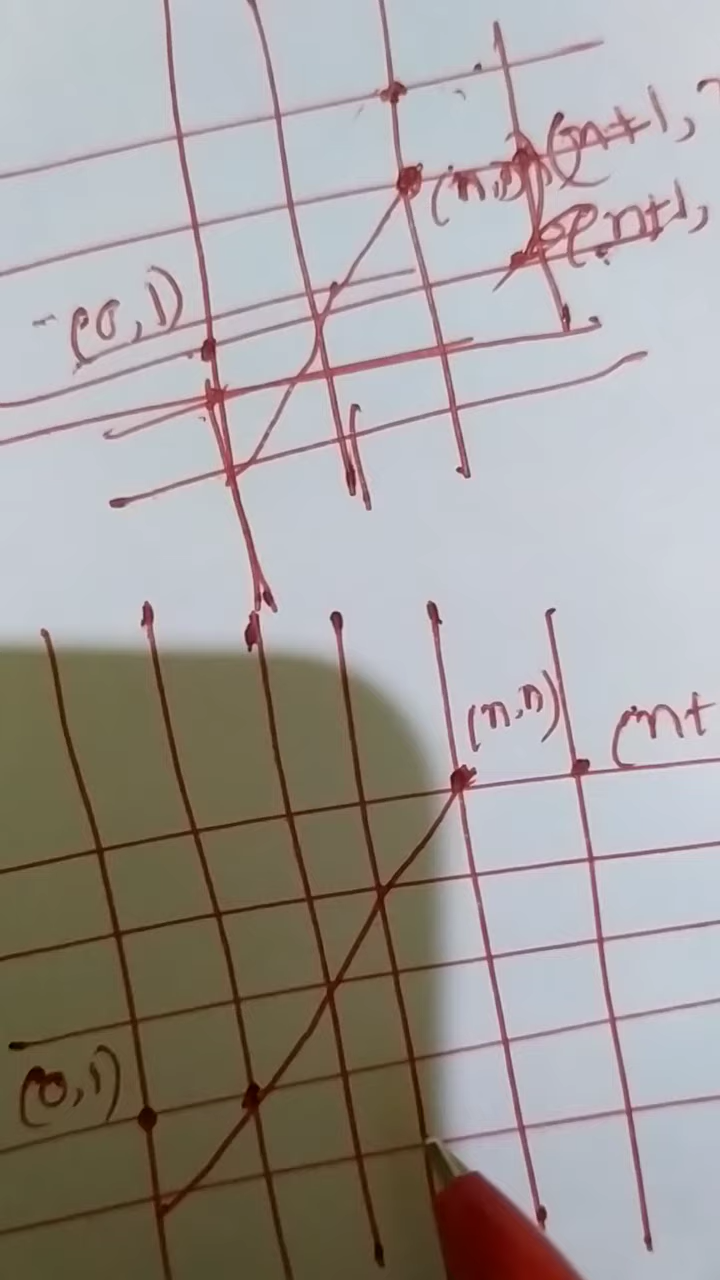 (n+1,
(n,n)
(n+1,
(0,1)
(n,n)
(n+
(0,1)